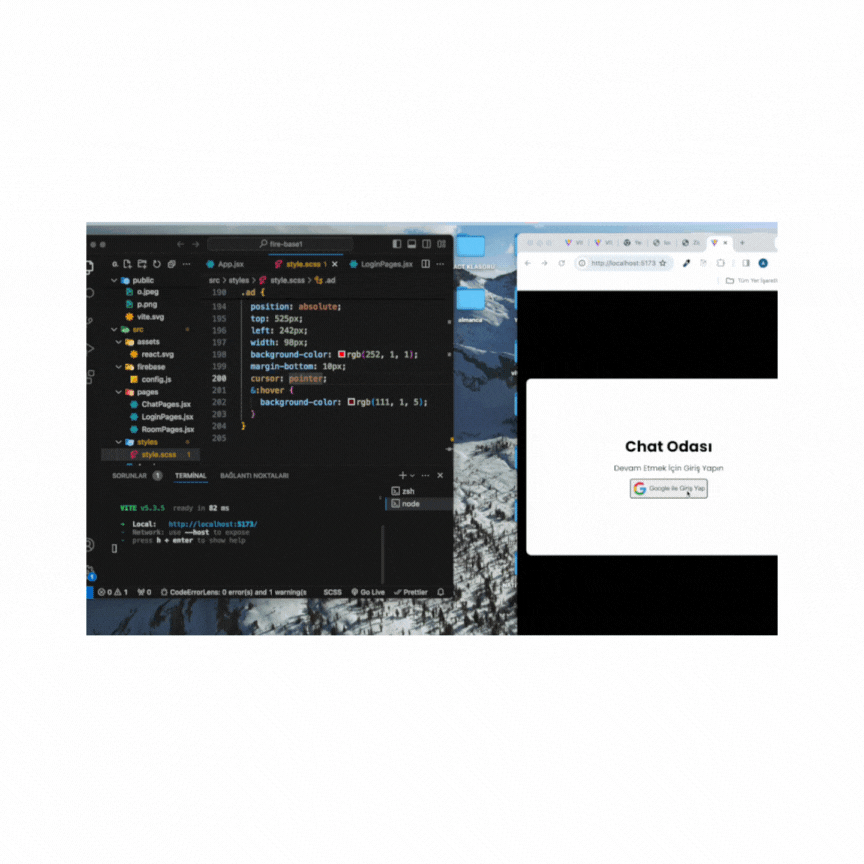 fire-base1
App.jsx
style.scss 1
LoginPages.jsx
src > styles > style.scss > .ad
public
o.jpeg
p.png
vite.svg
src
assets
react.svg
firebase
config.js
pages
ChatPages.jsx
LoginPages.jsx
RoomPages.jsx
styles
style.scss 1
190 .ad {
194 position: absolute;
195 top: 525px;
196 left: 242px;
197 width: 90px;
198 background-color: rgb(252, 1, 1);
199 margin-bottom: 10px;
200 cursor: pointer;
201 &:hover {
202 background-color: rgb(111, 1, 5);
203 }
204 }
205
SORUNLAR 1 TERMİNAL BAĞLANTI NOKTALARI
zsh
node
VITE v5.3.5 ready in 82 ms
➜ Local: http://localhost:5173/
➜ Network: use --host to expose
➜ press h + enter to show help
0 1 0 CodeErrorLens: 0 error(s) and 1 warning(s) SCSS Go Live Prettier
almanca
http://localhost:5173
Tüm Yer İşaretl
Chat Odası
Devam Etmek İçin Giriş Yapın
Google ile Giriş Yap